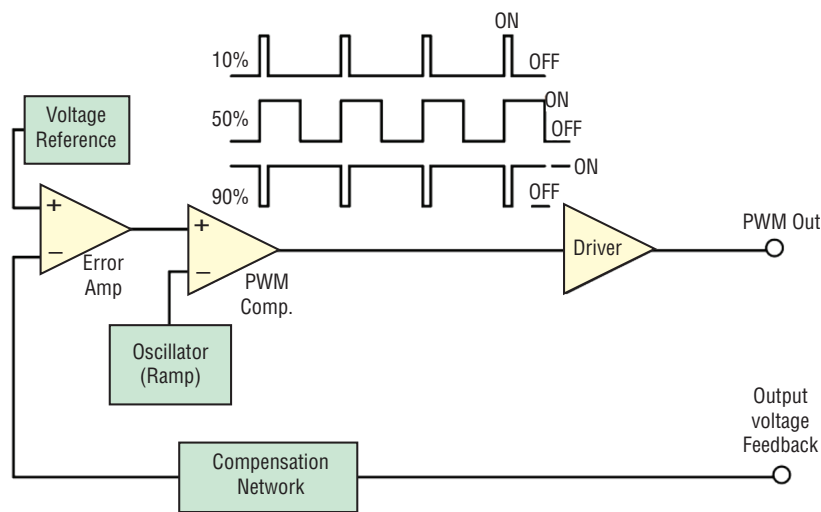 ON
10%
OFF
50%
ON
OFF
ON
90%
OFF
Voltage
Reference
+
−
Error
Amp
+
−
PWM
Comp.
Driver
PWM Out
Oscillator
(Ramp)
Output
voltage
Feedback
Compensation
Network